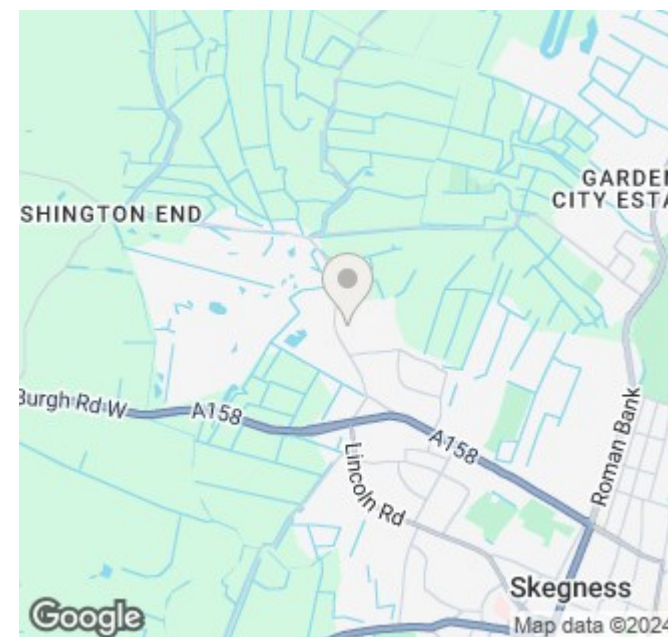 GARDEN
CITY ESTA
SHINGTON END
Burgh Rd W
A158
A158
Roman Bank
Lincoln Rd
Skegness
Google
Map data ©2024